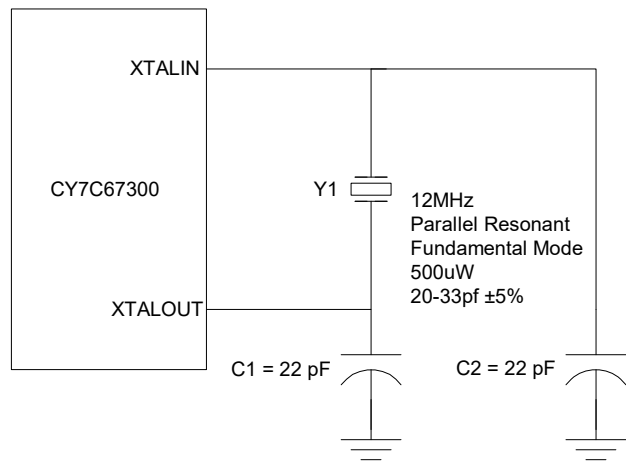 XTALIN
CY7C67300
Y1
12MHz
Parallel Resonant
Fundamental Mode
500uW
20-33pf ±5%
XTALOUT
C1 = 22 pF
C2 = 22 pF